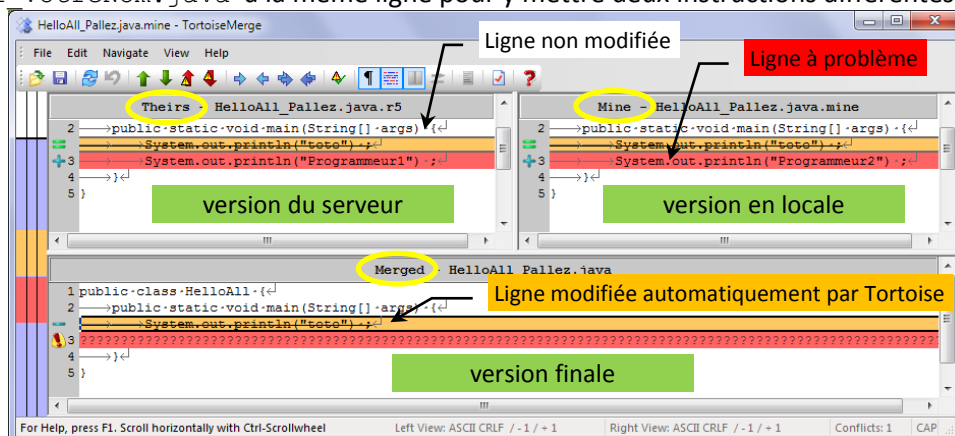 HelloAll_Pallez.java.mine - TortoiseMerge
Ligne non modifiée
Ligne à problème
File Edit Navigate View Help
Theirs - HelloAll_Pallez.java.r5
2 public·static·void·main(String[]·args)·{
System.out.println("toto")·;
3 System.out.println("Programmeur1")·;
4 }
5 }
version du serveur
Mine - HelloAll_Pallez.java.mine
2 public·static·void·main(String[]·args)·{
System.out.println("toto")·;
3 System.out.println("Programmeur2")·;
4 }
5 }
version en locale
Merged - HelloAll_Pallez.java
1 public·class·HelloAll·{
2 public·static·void·main(String[]·args)·{
Ligne modifiée automatiquement par Tortoise
System.out.println("toto")·;
3 ????????????????????????????????????????????????????????????????????????????????????????
4 }
5 }
version finale
For Help, press F1. Scroll horizontally with Ctrl-Scrollwheel Left View: ASCII CRLF / - 1 / + 1 Right View: ASCII CRLF / - 1 / + 1 Conflicts: 1 CAP